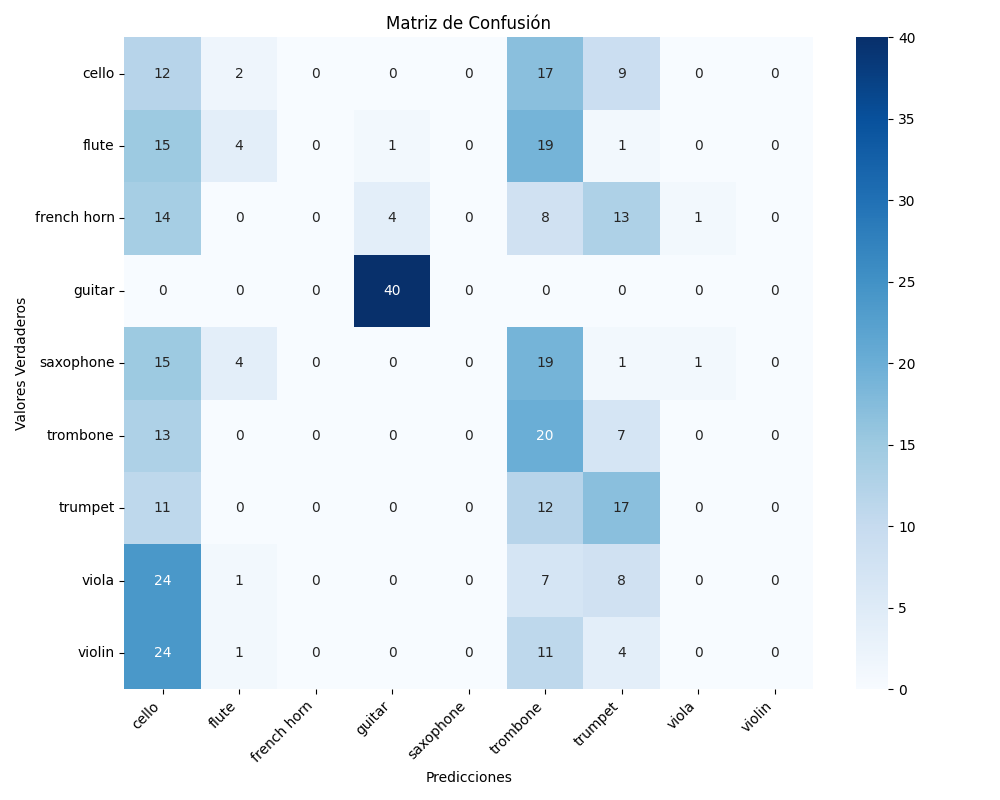 Matriz de Confusión
cello 12 2 0 0 0 17 9 0 0
flute 15 4 0 1 0 19 1 0 0
french horn 14 0 0 4 0 8 13 1 0
guitar 0 0 0 40 0 0 0 0 0
saxophone 15 4 0 0 0 19 1 1 0
trombone 13 0 0 0 0 20 7 0 0
trumpet 11 0 0 0 0 12 17 0 0
viola 24 1 0 0 0 7 8 0 0
violin 24 1 0 0 0 11 4 0 0
cello flute french horn guitar saxophone trombone trumpet viola violin
Predicciones
Valores Verdaderos
40
35
30
25
20
15
10
5
0